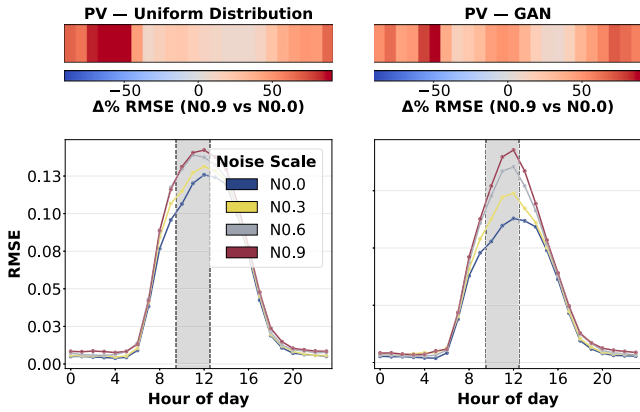 PV — Uniform Distribution
PV — GAN
−50 0 50
−50 0 50
Δ% RMSE (N0.9 vs N0.0)
Δ% RMSE (N0.9 vs N0.0)
Noise Scale
N0.0
N0.3
N0.6
N0.9
RMSE
0.13
0.10
0.08
0.05
0.03
0.00
0 4 8 12 16 20
0 4 8 12 16 20
Hour of day
Hour of day